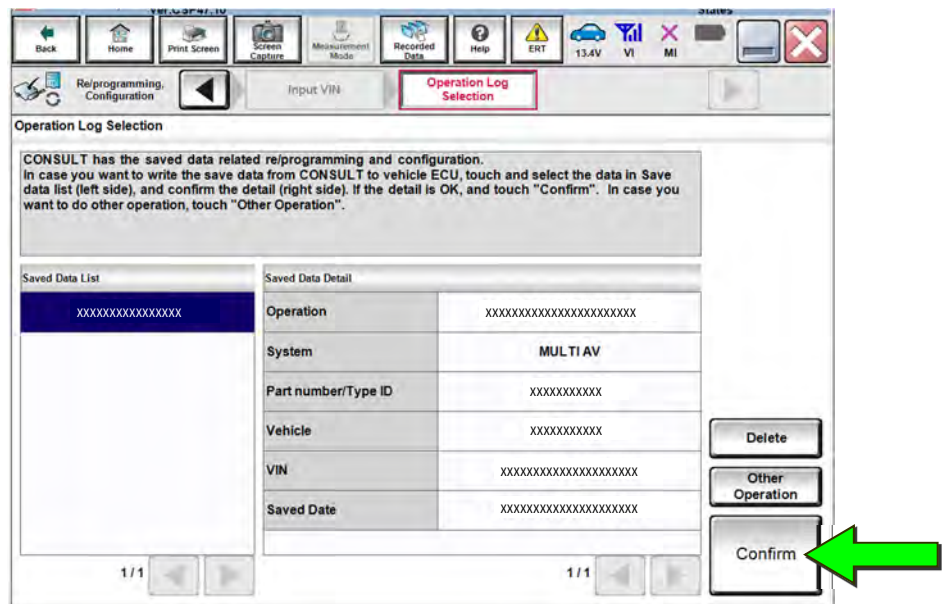 Ver.CSP47.10
States
Back
Home
Print Screen
Screen
Capture
Measurement
Mode
Recorded
Data
Help
ERT
13.4V
VI
MI
Re/programming,
Configuration
Input VIN
Operation Log
Selection
Operation Log Selection
CONSULT has the saved data related re/programming and configuration.
In case you want to write the save data from CONSULT to vehicle ECU, touch and select the data in Save
data list (left side), and confirm the detail (right side). If the detail is OK, and touch "Confirm". In case you
want to do other operation, touch "Other Operation".
Saved Data List
Saved Data Detail
XXXXXXXXXXXXXXXX
Operation
XXXXXXXXXXXXXXXXXXXXXXX
System
MULTI AV
Part number/Type ID
XXXXXXXXXXX
Vehicle
XXXXXXXXXXX
VIN
XXXXXXXXXXXXXXXXXXXXX
Saved Date
XXXXXXXXXXXXXXXXXXXXX
Delete
Other
Operation
Confirm
1/1
1/1